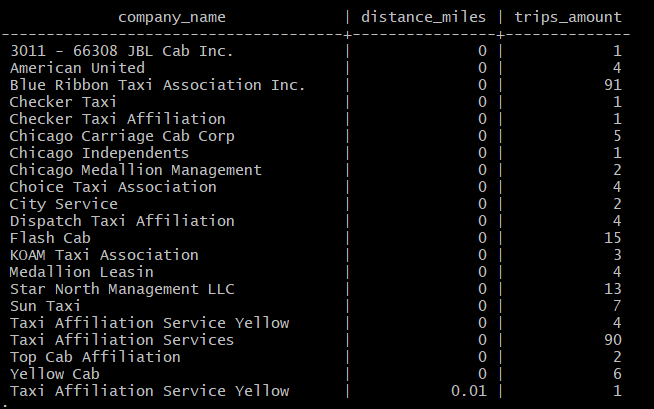 company_name | distance_miles | trips_amount
--------------------------------------+----------------+--------------
3011 - 66308 JBL Cab Inc. | 0 | 1
American United | 0 | 4
Blue Ribbon Taxi Association Inc. | 0 | 91
Checker Taxi | 0 | 1
Checker Taxi Affiliation | 0 | 1
Chicago Carriage Cab Corp | 0 | 5
Chicago Independents | 0 | 1
Chicago Medallion Management | 0 | 2
Choice Taxi Association | 0 | 4
City Service | 0 | 2
Dispatch Taxi Affiliation | 0 | 4
Flash Cab | 0 | 15
KOAM Taxi Association | 0 | 3
Medallion Leasin | 0 | 4
Star North Management LLC | 0 | 13
Sun Taxi | 0 | 7
Taxi Affiliation Service Yellow | 0 | 4
Taxi Affiliation Services | 0 | 90
Top Cab Affiliation | 0 | 2
Yellow Cab | 0 | 6
Taxi Affiliation Service Yellow | 0.01 | 1